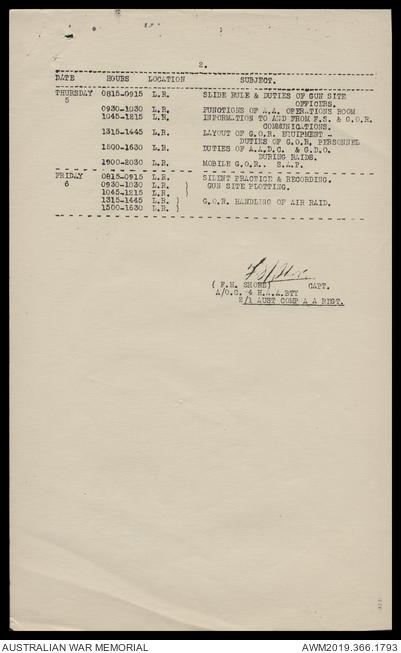 2.
DATE HOURS LOCATION SUBJECT.
THURSDAY 0815-0915 L.R. SLIDE RULE & DUTIES OF GUN SITE
5 OFFICERS.
0930-1030 L.R. FUNCTIONS OF A.A. OPERATIONS ROOM
1045-1215 L.R. INFORMATION TO AND FROM F.S. & G.O.R.
COMMUNICATIONS.
1315-1445 L.R. LAYOUT OF G.O.R. EQUIPMENT -
DUTIES OF G.O.R. PERSONNEL
1500-1630 L.R. DUTIES OF A.A.D.C. & G.D.O.
DURING RAIDS.
1900-2030 L.R. MOBILE G.O.R. S.A.P.
FRIDAY 0815-0915 L.R. SILENT PRACTICE & RECORDING.
6 0930-1030 L.R. ) GUN SITE PLOTTING.
1045-1215 L.R. )
1315-1445 L.R. ) G.O.R. HANDLING OF AIR RAID.
1500-1630 L.R. )
( F.H. SHORE) CAPT.
A/O.C. 4 H.A.A.BTY
2/1 AUST COMP A A REGT.
AUSTRALIAN WAR MEMORIAL AWM2019.366.1793